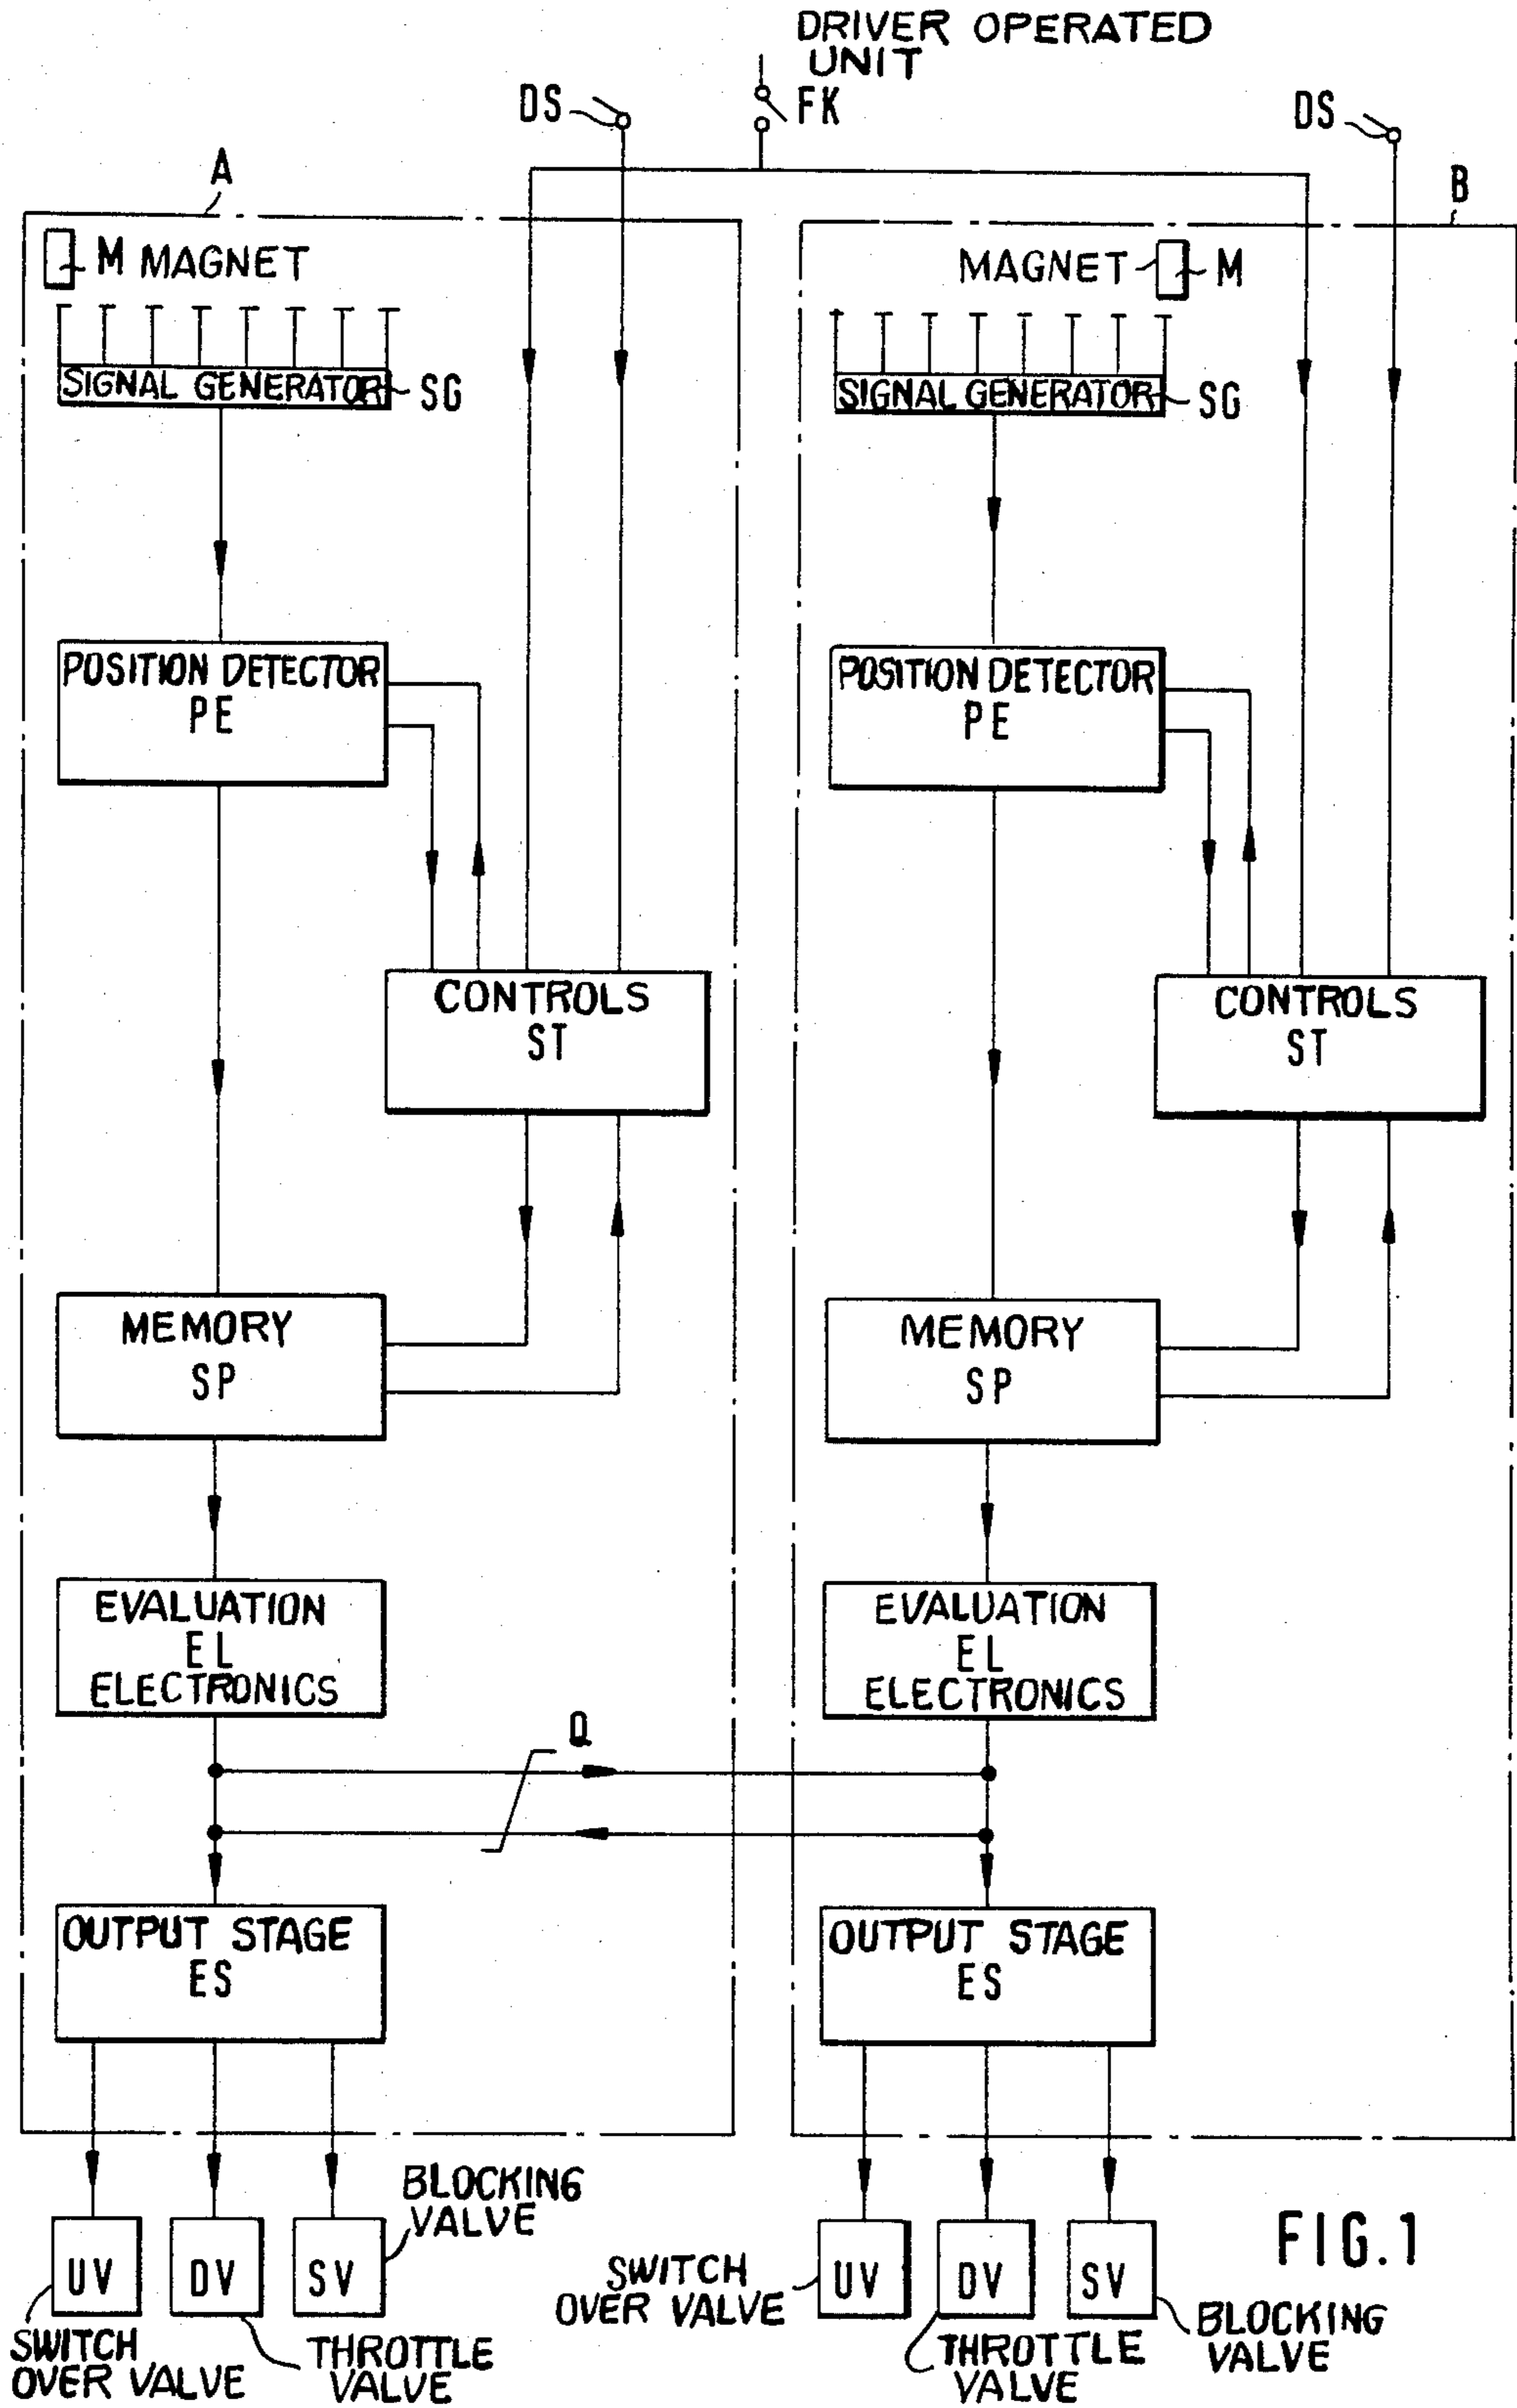 DRIVER OPERATED
UNIT
FK
DS
DS
A
B
M MAGNET
MAGNET M
SIGNAL GENERATOR SG
SIGNAL GENERATOR SG
POSITION DETECTOR
PE
POSITION DETECTOR
PE
CONTROLS
ST
CONTROLS
ST
MEMORY
SP
MEMORY
SP
EVALUATION
EL
ELECTRONICS
EVALUATION
EL
ELECTRONICS
Q
OUTPUT STAGE
ES
OUTPUT STAGE
ES
BLOCKING
VALVE
UV
DV
SV
SWITCH
OVER VALVE
THROTTLE
VALVE
SWITCH
OVER VALVE
UV
DV
SV
THROTTLE
VALVE
BLOCKING
VALVE
FIG.1